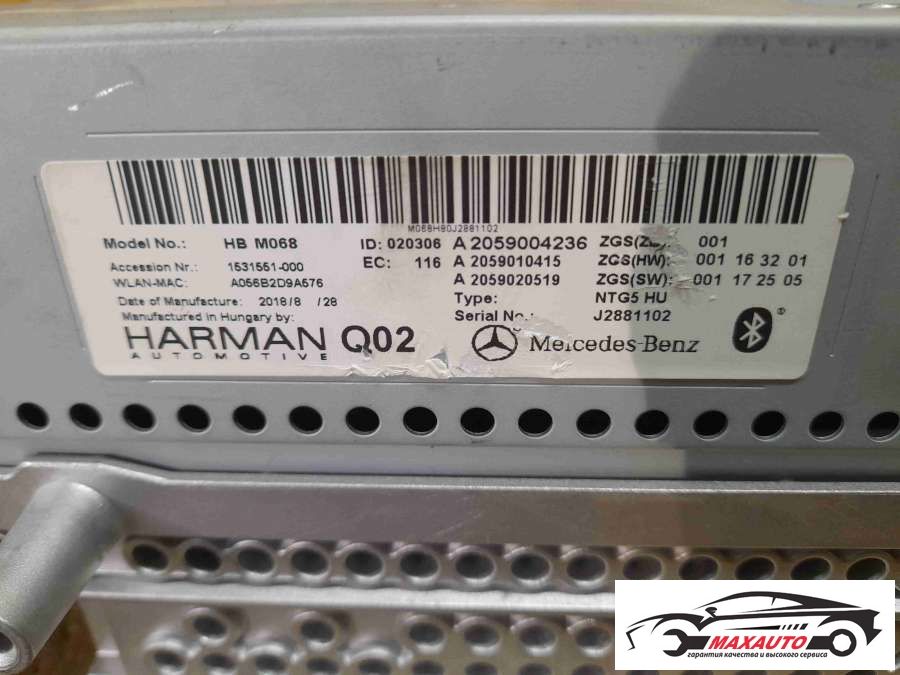 M068H80J2881102
Model No.: HB M068 ID: 020306 A 2059004236 ZGS(ZB): 001
Accession Nr.: 1531551-000 EC: 116 A 2059010415 ZGS(HW): 001 16 32 01
WLAN-MAC: A056B2D9A576 A 2059020519 ZGS(SW): 001 17 25 05
Date of Manufacture: 2018/8 /28 Type: NTG5 HU
Manufactured in Hungary by: Serial No.: J2881102
HARMAN Q02 Mercedes-Benz ®
AUTOMOTIVE
MAXAUTO
гарантия качества и высокого сервиса